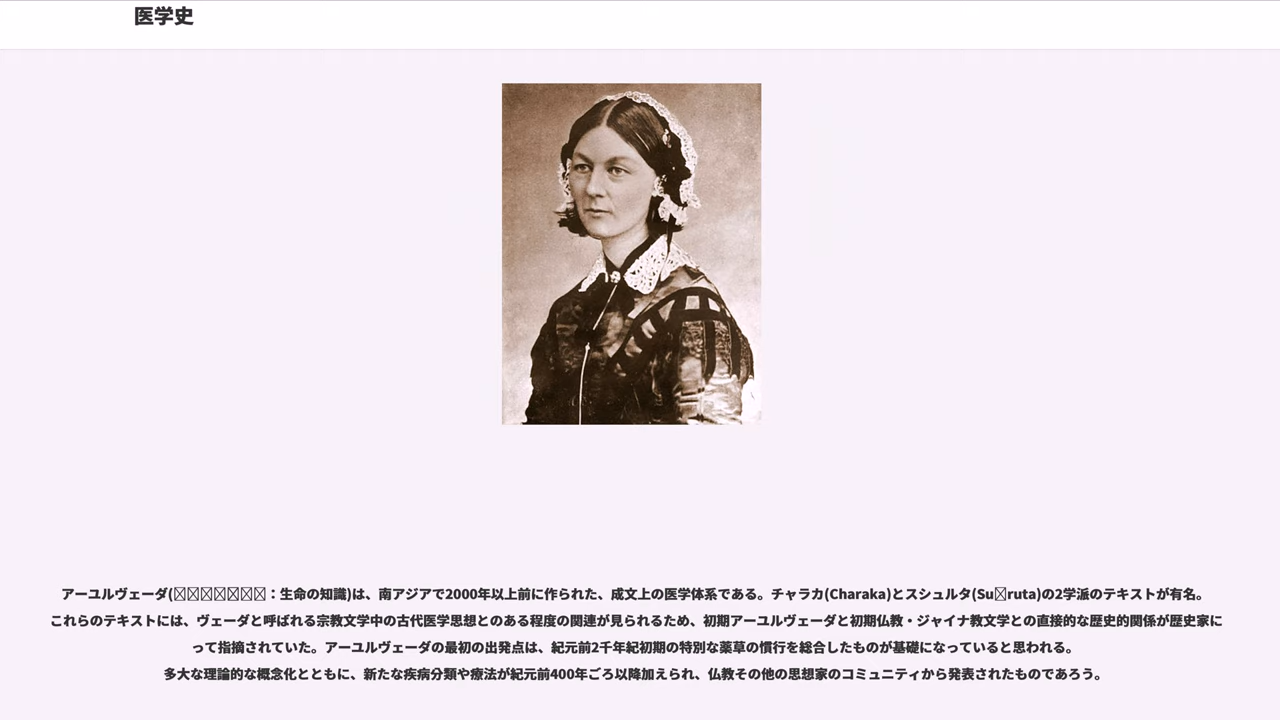 医学史
アーユルヴェーダ(：生命の知識)は、南アジアで2000年以上前に作られた、成文上の医学体系である。チャラカ(Charaka)とスシュルタ(Su□ruta)の2学派のテキストが有名。
これらのテキストには、ヴェーダと呼ばれる宗教文学中の古代医学思想とのある程度の関連が見られるため、初期アーユルヴェーダと初期仏教・ジャイナ教文学との直接的な歴史的関係が歴史家に
って指摘されていた。アーユルヴェーダの最初の出発点は、紀元前2千年紀初期の特別な薬草の慣行を総合したものが基礎になっていると思われる。
多大な理論的な概念化とともに、新たな疾病分類や療法が紀元前400年ごろ以降加えられ、仏教その他の思想家のコミュニティから発表されたものであろう。